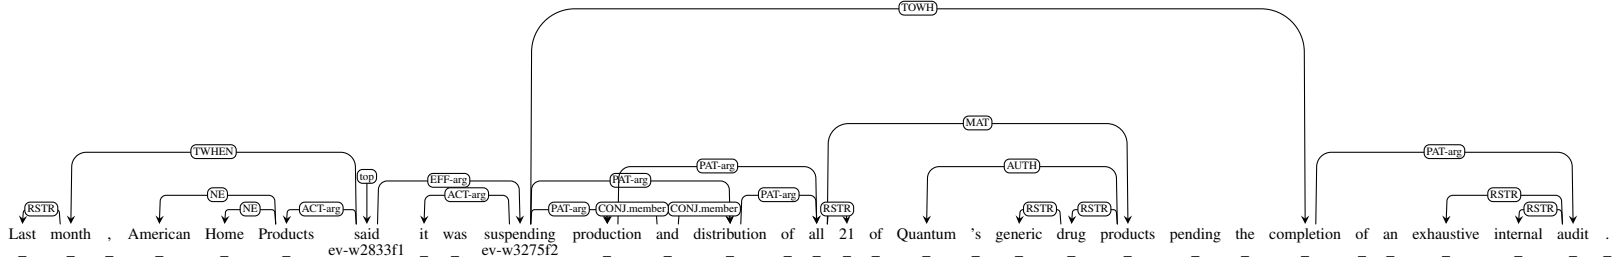 TOWH
MAT
TWHEN PAT-arg AUTH PAT-arg
top EFF-arg PAT-arg
NE ACT-arg PAT-arg RSTR
RSTR NE ACT-arg PAT-arg CONJ.member CONJ.member RSTR RSTR RSTR RSTR
Last month , American Home Products said it was suspending production and distribution of all 21 of Quantum 's generic drug products pending the completion of an exhaustive internal audit .
_ _ _ _ _ _ ev-w2833f1 _ _ ev-w3275f2 _ _ _ _ _ _ _ _ _ _ _ _ _ _ _ _ _ _ _ _ _ _